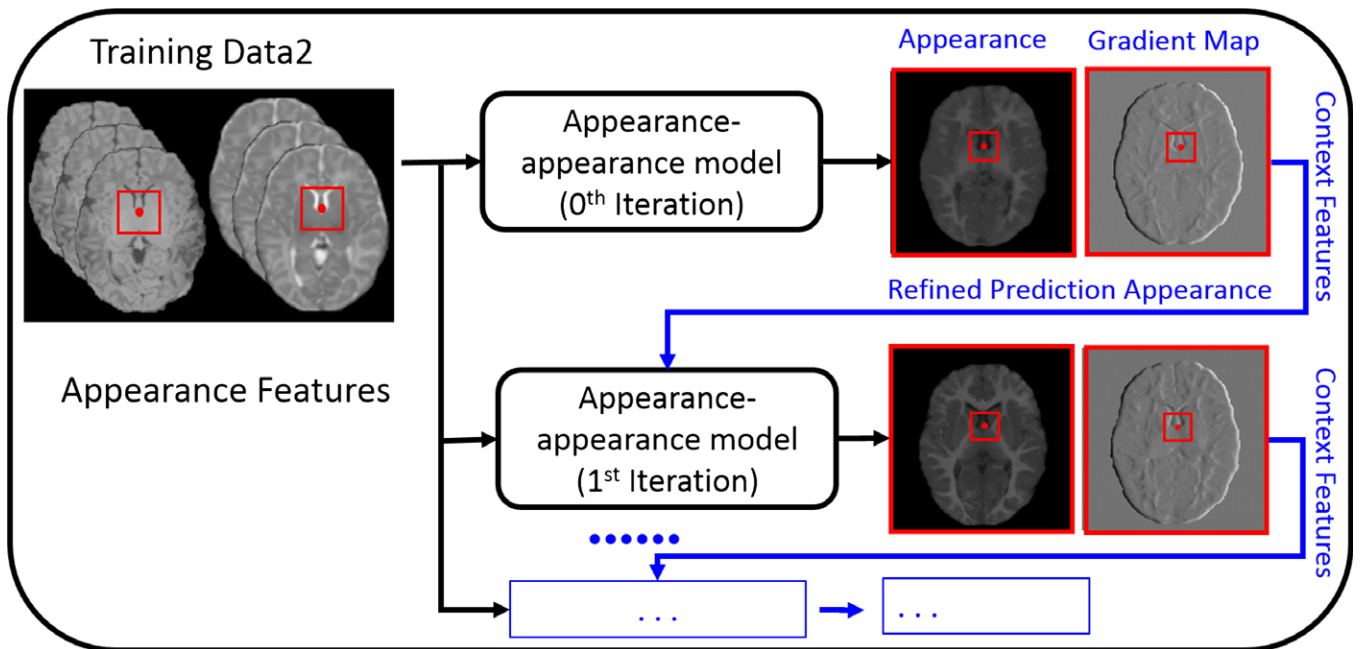 Training Data2
Appearance
Gradient Map
Appearance-
appearance model
(0th Iteration)
Context Features
Refined Prediction Appearance
Appearance Features
Appearance-
appearance model
(1st Iteration)
Context Features
......
...
...